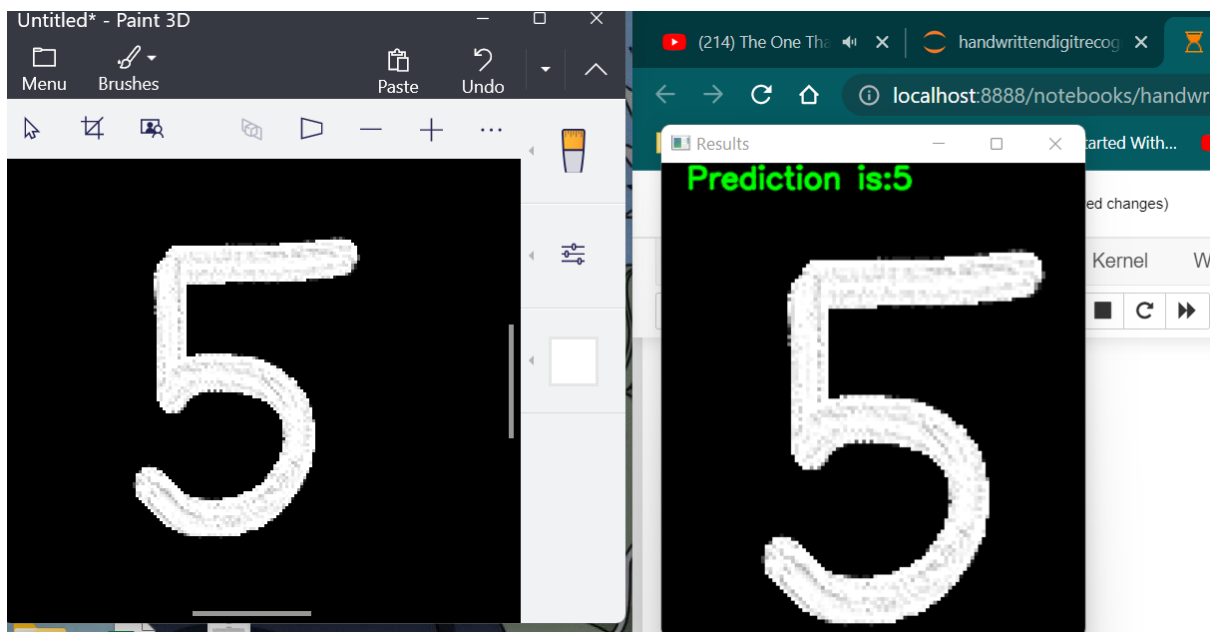 Untitled* - Paint 3D
Menu
Brushes
Paste
Undo
5
(214) The One Tha
handwrittendigitrecog
localhost:8888/notebooks/handwr
Results
tarted With...
Prediction is:5
ed changes)
Kernel
W
5